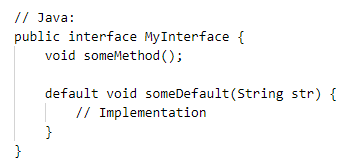 // Java:
public interface MyInterface {
    void someMethod();

    default void someDefault(String str) {
        // Implementation
    }
}